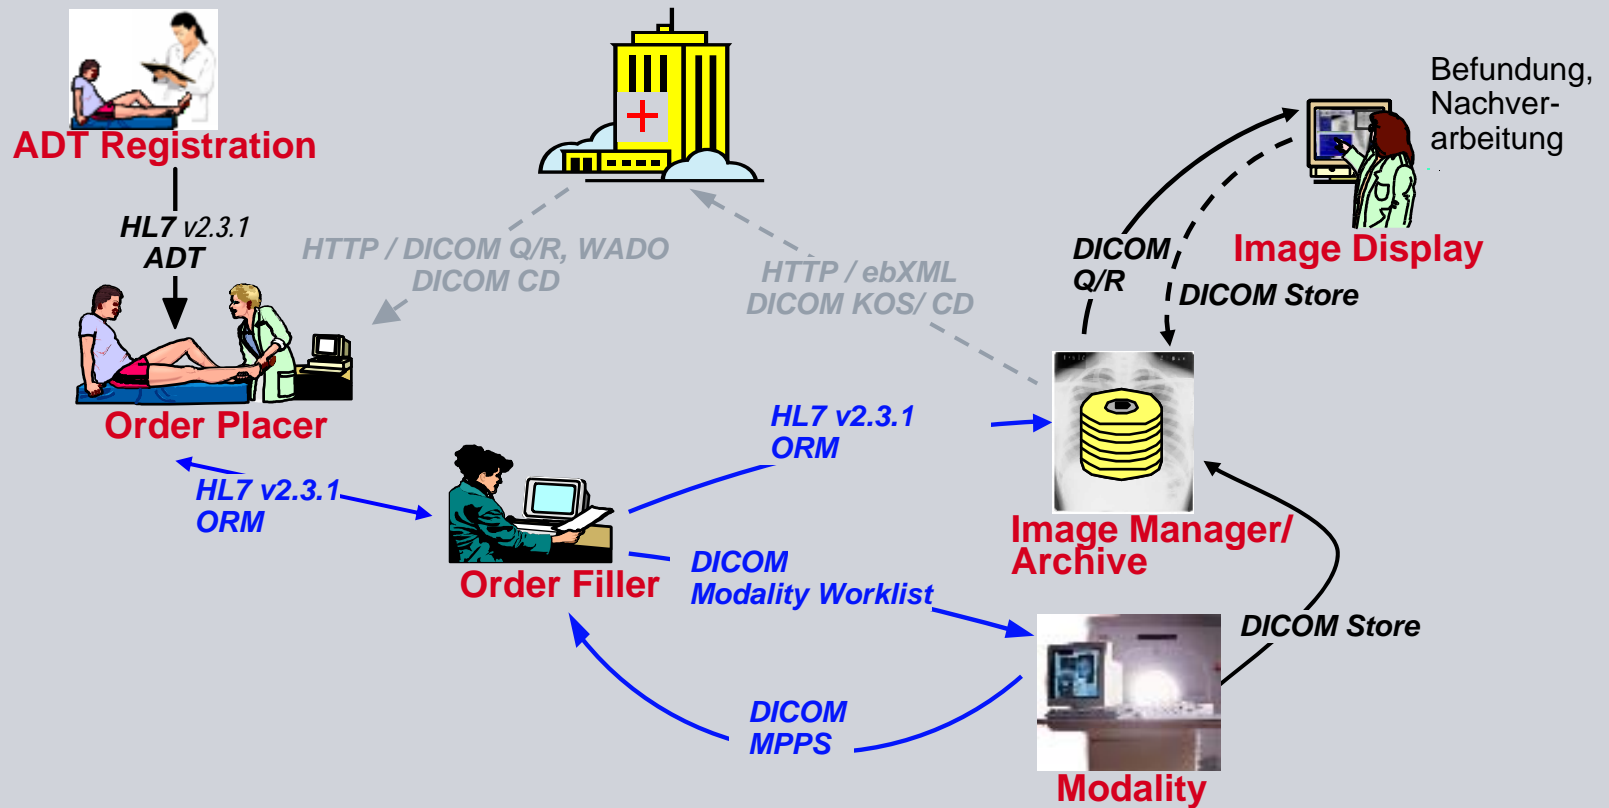 ADT Registration
HL7 v2.3.1
ADT
HTTP / DICOM Q/R, WADO
DICOM CD
HTTP / ebXML
DICOM KOS/ CD
Befundung,
Nachver-
arbeitung
DICOM
Q/R
Image Display
DICOM Store
Order Placer
HL7 v2.3.1
ORM
HL7 v2.3.1
ORM
Order Filler
Image Manager/
Archive
DICOM
Modality Worklist
DICOM Store
DICOM
MPPS
Modality